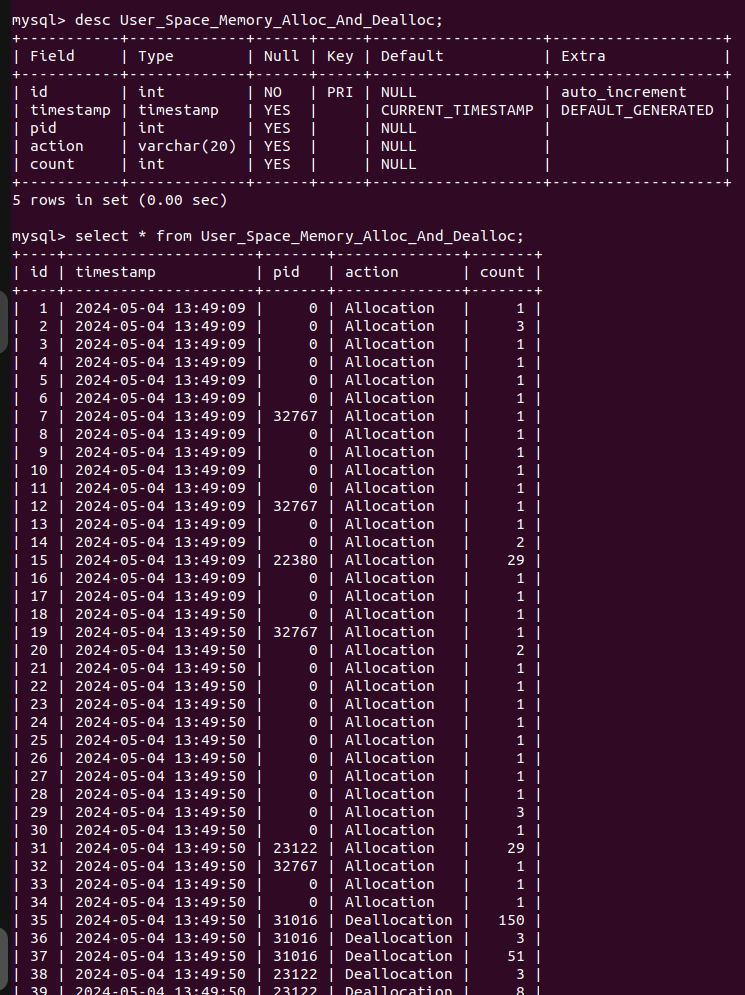 mysql> desc User_Space_Memory_Alloc_And_Dealloc;
+-----------+-------------+------+-----+-------------------+-------------------+
| Field     | Type        | Null | Key | Default           | Extra             |
+-----------+-------------+------+-----+-------------------+-------------------+
| id        | int         | NO   | PRI | NULL              | auto_increment    |
| timestamp | timestamp   | YES  |     | CURRENT_TIMESTAMP | DEFAULT_GENERATED |
| pid       | int         | YES  |     | NULL              |                   |
| action    | varchar(20) | YES  |     | NULL              |                   |
| count     | int         | YES  |     | NULL              |                   |
+-----------+-------------+------+-----+-------------------+-------------------+
5 rows in set (0.00 sec)
mysql> select * from User_Space_Memory_Alloc_And_Dealloc;
+----+---------------------+-------+--------------+-------+
| id | timestamp           | pid   | action       | count |
+----+---------------------+-------+--------------+-------+
|  1 | 2024-05-04 13:49:09 |     0 | Allocation   |     1 |
|  2 | 2024-05-04 13:49:09 |     0 | Allocation   |     3 |
|  3 | 2024-05-04 13:49:09 |     0 | Allocation   |     1 |
|  4 | 2024-05-04 13:49:09 |     0 | Allocation   |     1 |
|  5 | 2024-05-04 13:49:09 |     0 | Allocation   |     1 |
|  6 | 2024-05-04 13:49:09 |     0 | Allocation   |     1 |
|  7 | 2024-05-04 13:49:09 | 32767 | Allocation   |     1 |
|  8 | 2024-05-04 13:49:09 |     0 | Allocation   |     1 |
|  9 | 2024-05-04 13:49:09 |     0 | Allocation   |     1 |
| 10 | 2024-05-04 13:49:09 |     0 | Allocation   |     1 |
| 11 | 2024-05-04 13:49:09 |     0 | Allocation   |     1 |
| 12 | 2024-05-04 13:49:09 | 32767 | Allocation   |     1 |
| 13 | 2024-05-04 13:49:09 |     0 | Allocation   |     1 |
| 14 | 2024-05-04 13:49:09 |     0 | Allocation   |     2 |
| 15 | 2024-05-04 13:49:09 | 22380 | Allocation   |    29 |
| 16 | 2024-05-04 13:49:09 |     0 | Allocation   |     1 |
| 17 | 2024-05-04 13:49:09 |     0 | Allocation   |     1 |
| 18 | 2024-05-04 13:49:50 |     0 | Allocation   |     1 |
| 19 | 2024-05-04 13:49:50 | 32767 | Allocation   |     1 |
| 20 | 2024-05-04 13:49:50 |     0 | Allocation   |     2 |
| 21 | 2024-05-04 13:49:50 |     0 | Allocation   |     1 |
| 22 | 2024-05-04 13:49:50 |     0 | Allocation   |     1 |
| 23 | 2024-05-04 13:49:50 |     0 | Allocation   |     1 |
| 24 | 2024-05-04 13:49:50 |     0 | Allocation   |     1 |
| 25 | 2024-05-04 13:49:50 |     0 | Allocation   |     1 |
| 26 | 2024-05-04 13:49:50 |     0 | Allocation   |     1 |
| 27 | 2024-05-04 13:49:50 |     0 | Allocation   |     1 |
| 28 | 2024-05-04 13:49:50 |     0 | Allocation   |     1 |
| 29 | 2024-05-04 13:49:50 |     0 | Allocation   |     3 |
| 30 | 2024-05-04 13:49:50 |     0 | Allocation   |     1 |
| 31 | 2024-05-04 13:49:50 | 23122 | Allocation   |    29 |
| 32 | 2024-05-04 13:49:50 | 32767 | Allocation   |     1 |
| 33 | 2024-05-04 13:49:50 |     0 | Allocation   |     1 |
| 34 | 2024-05-04 13:49:50 |     0 | Allocation   |     1 |
| 35 | 2024-05-04 13:49:50 | 31016 | Deallocation |   150 |
| 36 | 2024-05-04 13:49:50 | 31016 | Deallocation |     3 |
| 37 | 2024-05-04 13:49:50 | 31016 | Deallocation |    51 |
| 38 | 2024-05-04 13:49:50 | 23122 | Deallocation |     3 |
| 39 | 2024-05-04 13:49:50 | 23122 | Deallocation |     8 |